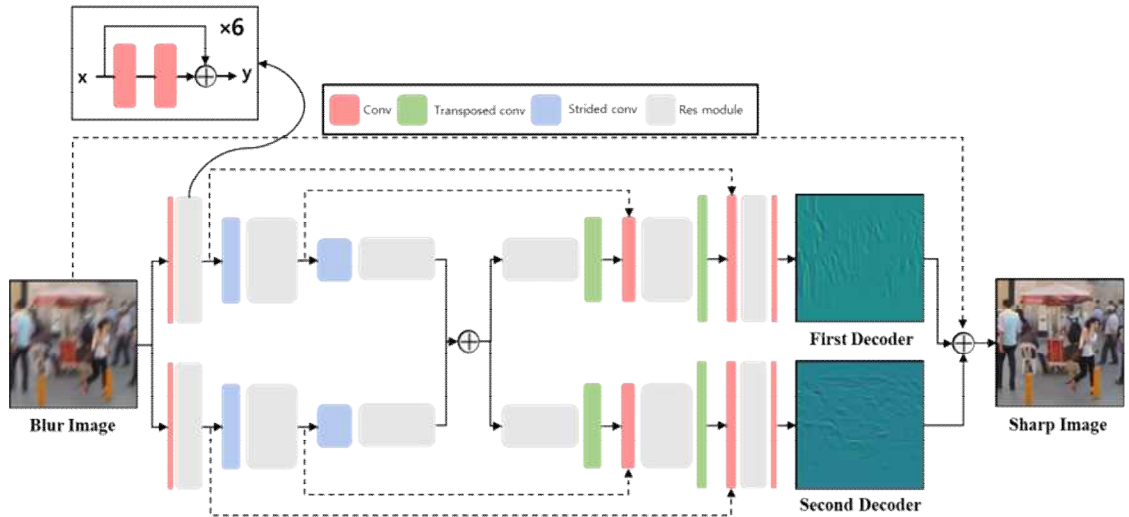 ×6
x
y
Conv
Transposed conv
Strided conv
Res module
First Decoder
Blur Image
Sharp Image
Second Decoder